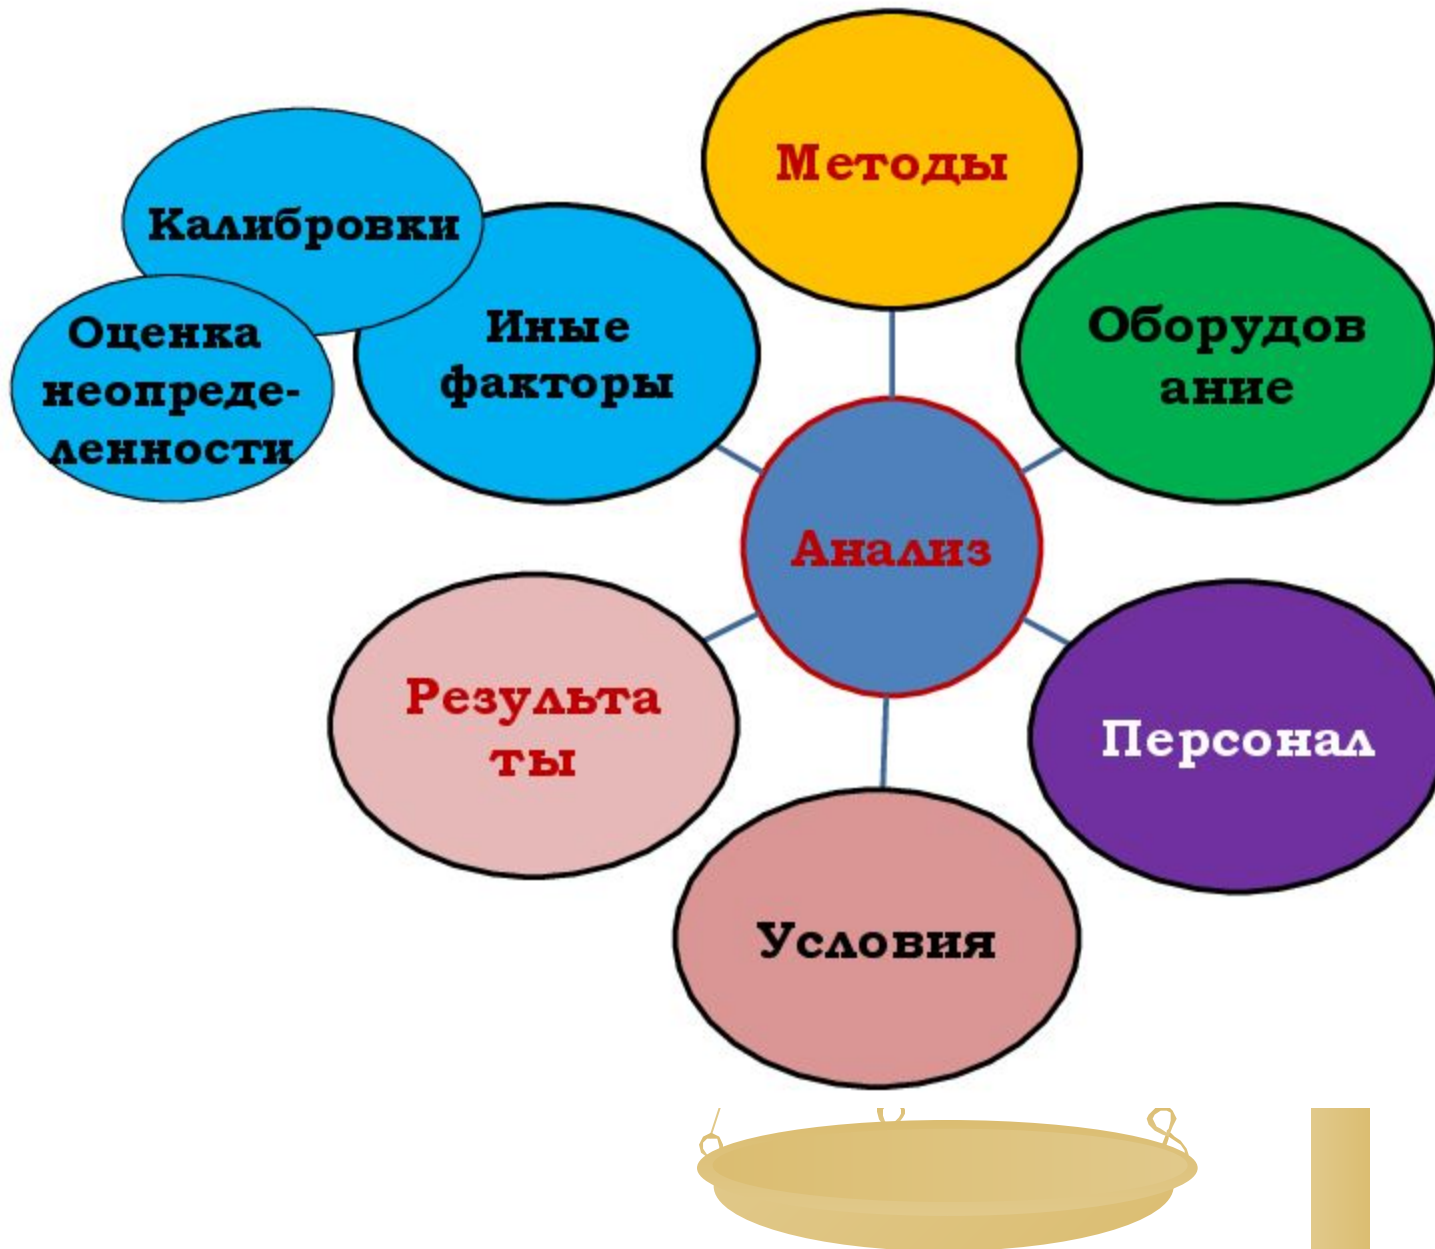 Методы
Калибровки
Иные
факторы
Оборудов
ание
Оценка
неопреде-
ленности
Анализ
Результа
ты
Персонал
Условия